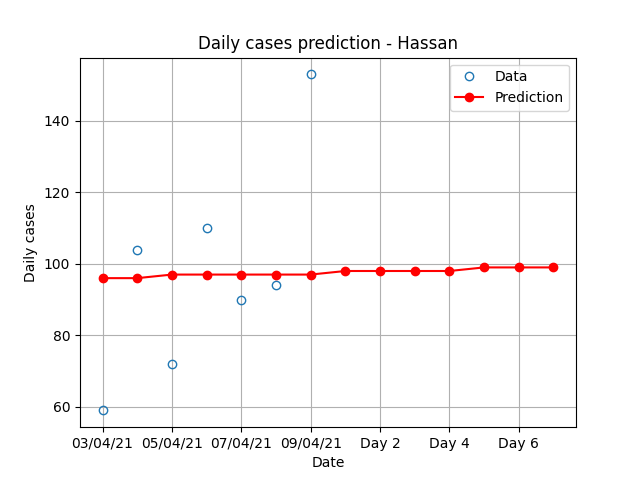 Daily cases prediction - Hassan
Data
Prediction
Daily cases
140
120
100
80
60
03/04/21 05/04/21 07/04/21 09/04/21 Day 2 Day 4 Day 6
Date